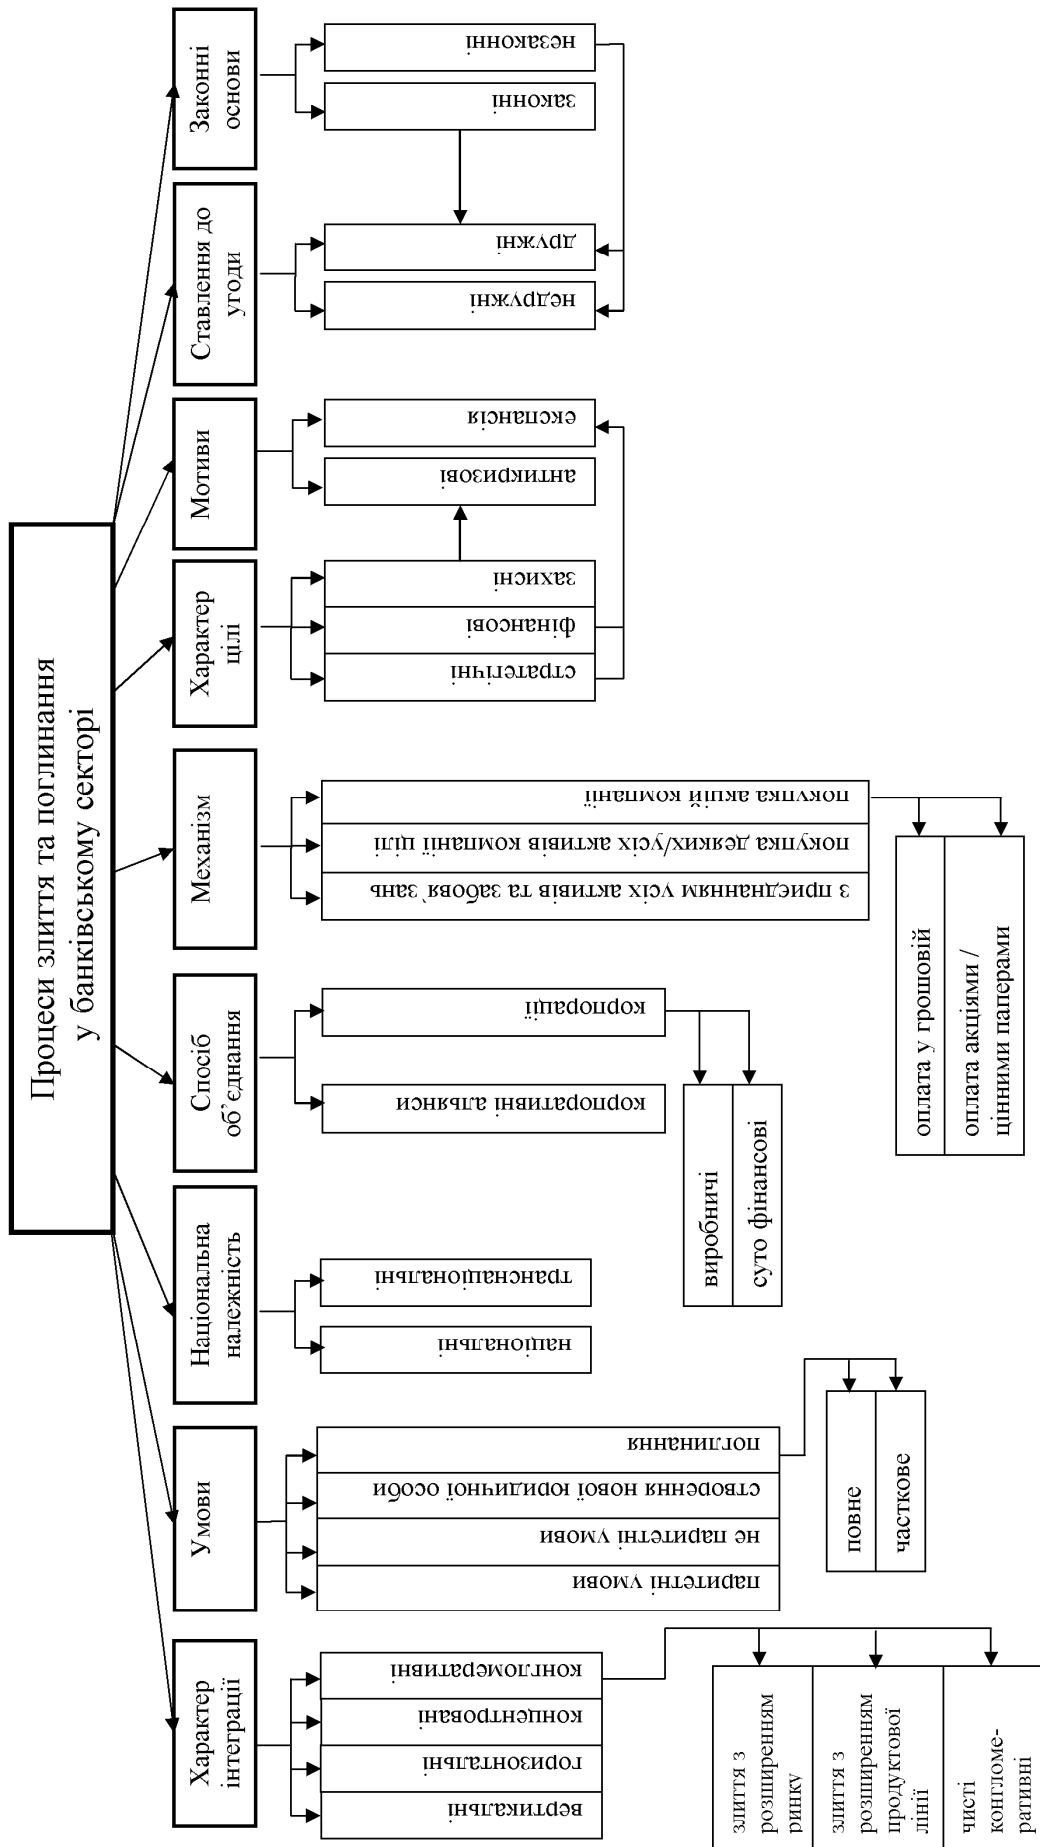 Процеси злиття та поглинання
у банківському секторі
Характер
інтеграції
вертикальні
горизонтальні
концентровані
конгломеративні
злиття з
розширенням
ринку
злиття з
розширенням
продуктової
лінії
чисті
конгломе-
ративні
Умови
паритетні умови
не паритетні умови
створення нової юридичної особи
поглинання
повне
часткове
Національна
належність
національні
транснаціональні
Спосіб
об’єднання
корпоративні альянси
корпорації
виробничі
суто фінансові
Механізм
з приєднанням усіх активів та забовя`зань
покупка деяких/усіх активів компанії цілі
покупка акцій компанії
оплата у грошовій
оплата акціями /
цінними паперами
Характер
цілі
стратегічні
фінансові
захисні
Мотиви
антикризові
експансія
Ставлення до
угоди
недружні
дружні
Законні
основи
законні
незаконні